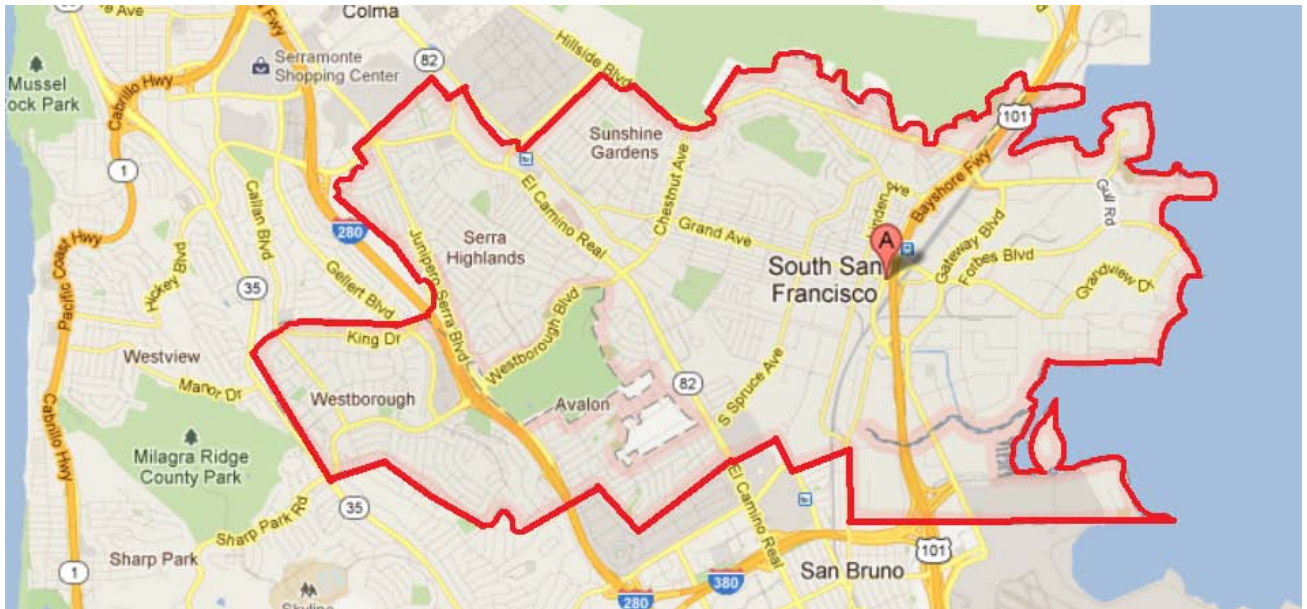 Colma
82
Hillside Blvd
Serramonte
Shopping Center
Mussel
Rock Park
Cabrillo Hwy
101
1
Sunshine
Gardens
Bayshore Fwy
Chestnut Ave
Linden Ave
Gull Rd
280
Callan Blvd
El Camino Real
Grand Ave
A
Serra
Highlands
Junipero Serra Blvd
Hickey Blvd
Pacific Coast Hwy
35
Gellert Blvd
South San
Francisco
Gateway Blvd
Forbes Blvd
Grandview Dr
King Dr
Westborough Blvd
Westview
Manor Dr
Westborough
Avalon
82
S Spruce Ave
Cabrillo Hwy
Milagra Ridge
County Park
Sharp Park Rd
35
El Camino Real
Sharp Park
1
101
San Bruno
380
280
Skyline